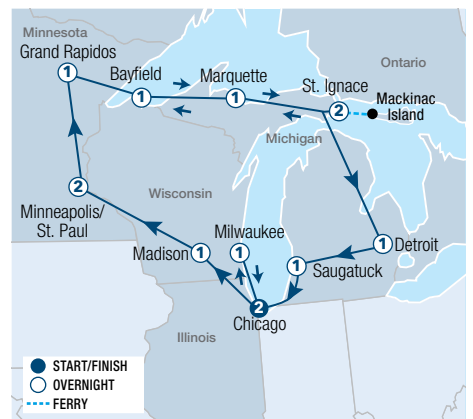 Minnesota
Grand Rapidos
1
Bayfield
1
Marquette
1
St. Ignace
2
Ontario
Mackinac
Island
Michigan
Wisconsin
2
Minneapolis/
St. Paul
Madison
1
Milwaukee
1
1
Saugatuck
1
Detroit
2
Chicago
Illinois
START/FINISH
OVERNIGHT
FERRY